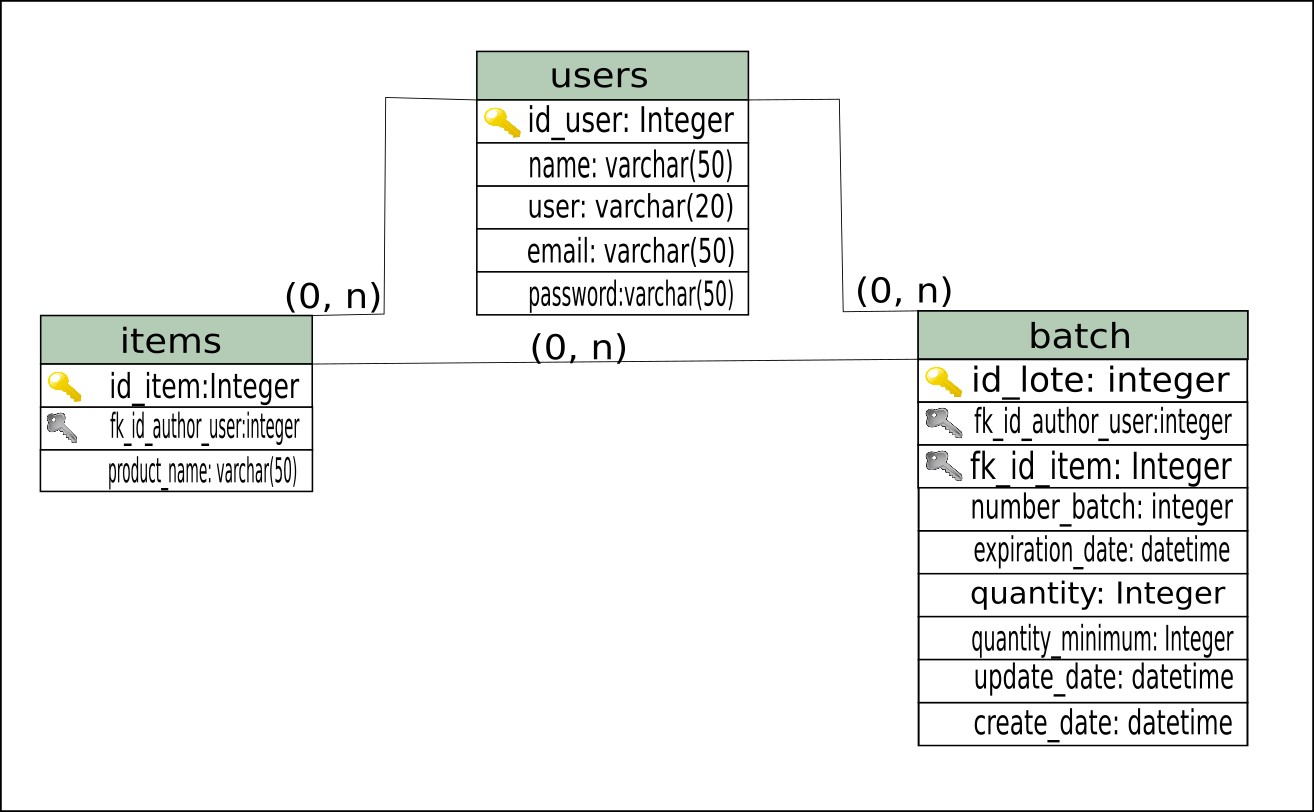 users
id_user: Integer
name: varchar(50)
user: varchar(20)
email: varchar(50)
password:varchar(50)
(0, n)
(0, n)
(0, n)
items
id_item:Integer
fk_id_author_user:integer
product_name: varchar(50)
batch
id_lote: integer
fk_id_author_user:integer
fk_id_item: Integer
number_batch: integer
expiration_date: datetime
quantity: Integer
quantity_minimum: Integer
update_date: datetime
create_date: datetime